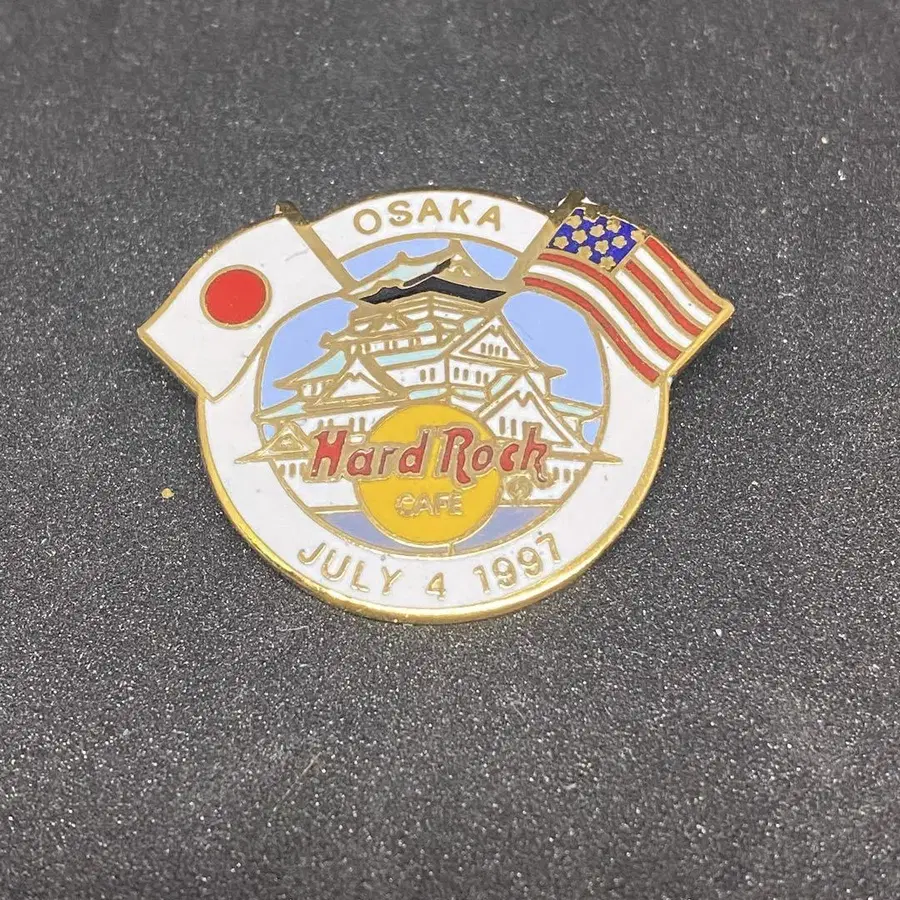 OSAKA
Hard Rock
CAFE
JULY 4 1997